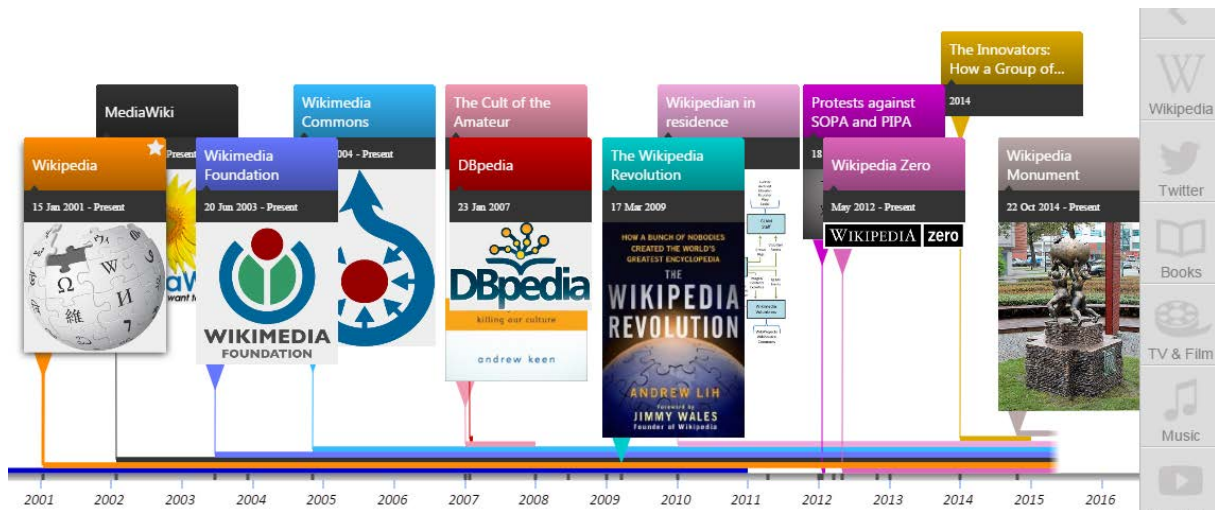 The Innovators:
How a Group of...
2014
MediaWiki
Present
Wikimedia
Commons
004 - Present
The Cult of the
Amateur
Wikipedian in
residence
Protests against
SOPA and PIPA
18
Wikipedia
15 Jan 2001 - Present
Wikimedia
Foundation
20 Jun 2003 - Present
DBpedia
23 Jan 2007
The Wikipedia
Revolution
17 Mar 2009
Wikipedia Zero
May 2012 - Present
Wikipedia
Monument
22 Oct 2014 - Present
Ω W
И
維
want to
WIKIMEDIA
FOUNDATION
DBpedia
killing our culture
andrew keen
HOW A BUNCH OF NOBODIES
CREATED THE WORLD'S
GREATEST ENCYCLOPEDIA
THE
WIKIPEDIA
REVOLUTION
ANDREW LIH
Foreword by
JIMMY WALES
Founder of Wikipedia
WIKIPEDIA zero
W
Wikipedia
Twitter
Books
TV & Film
Music
2001 2002 2003 2004 2005 2006 2007 2008 2009 2010 2011 2012 2013 2014 2015 2016